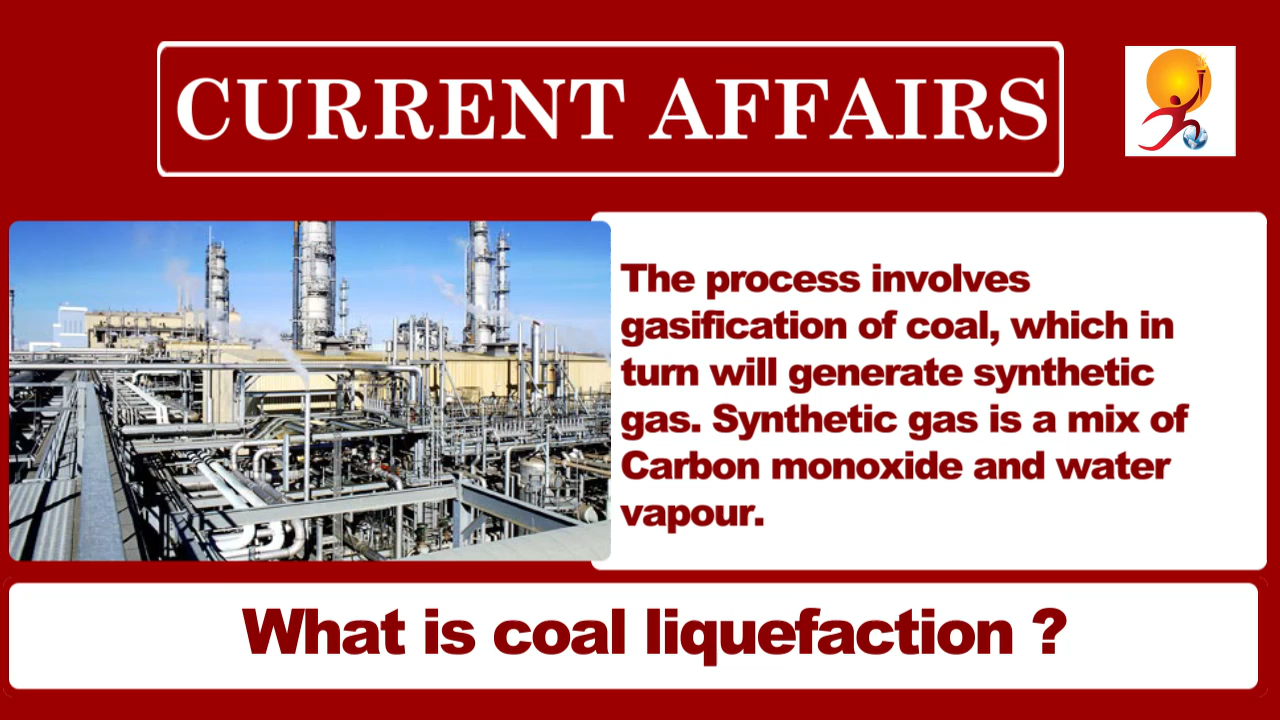 CURRENT AFFAIRS
The process involves
gasification of coal, which in
turn will generate synthetic
gas. Synthetic gas is a mix of
Carbon monoxide and water
vapour.
What is coal liquefaction ?